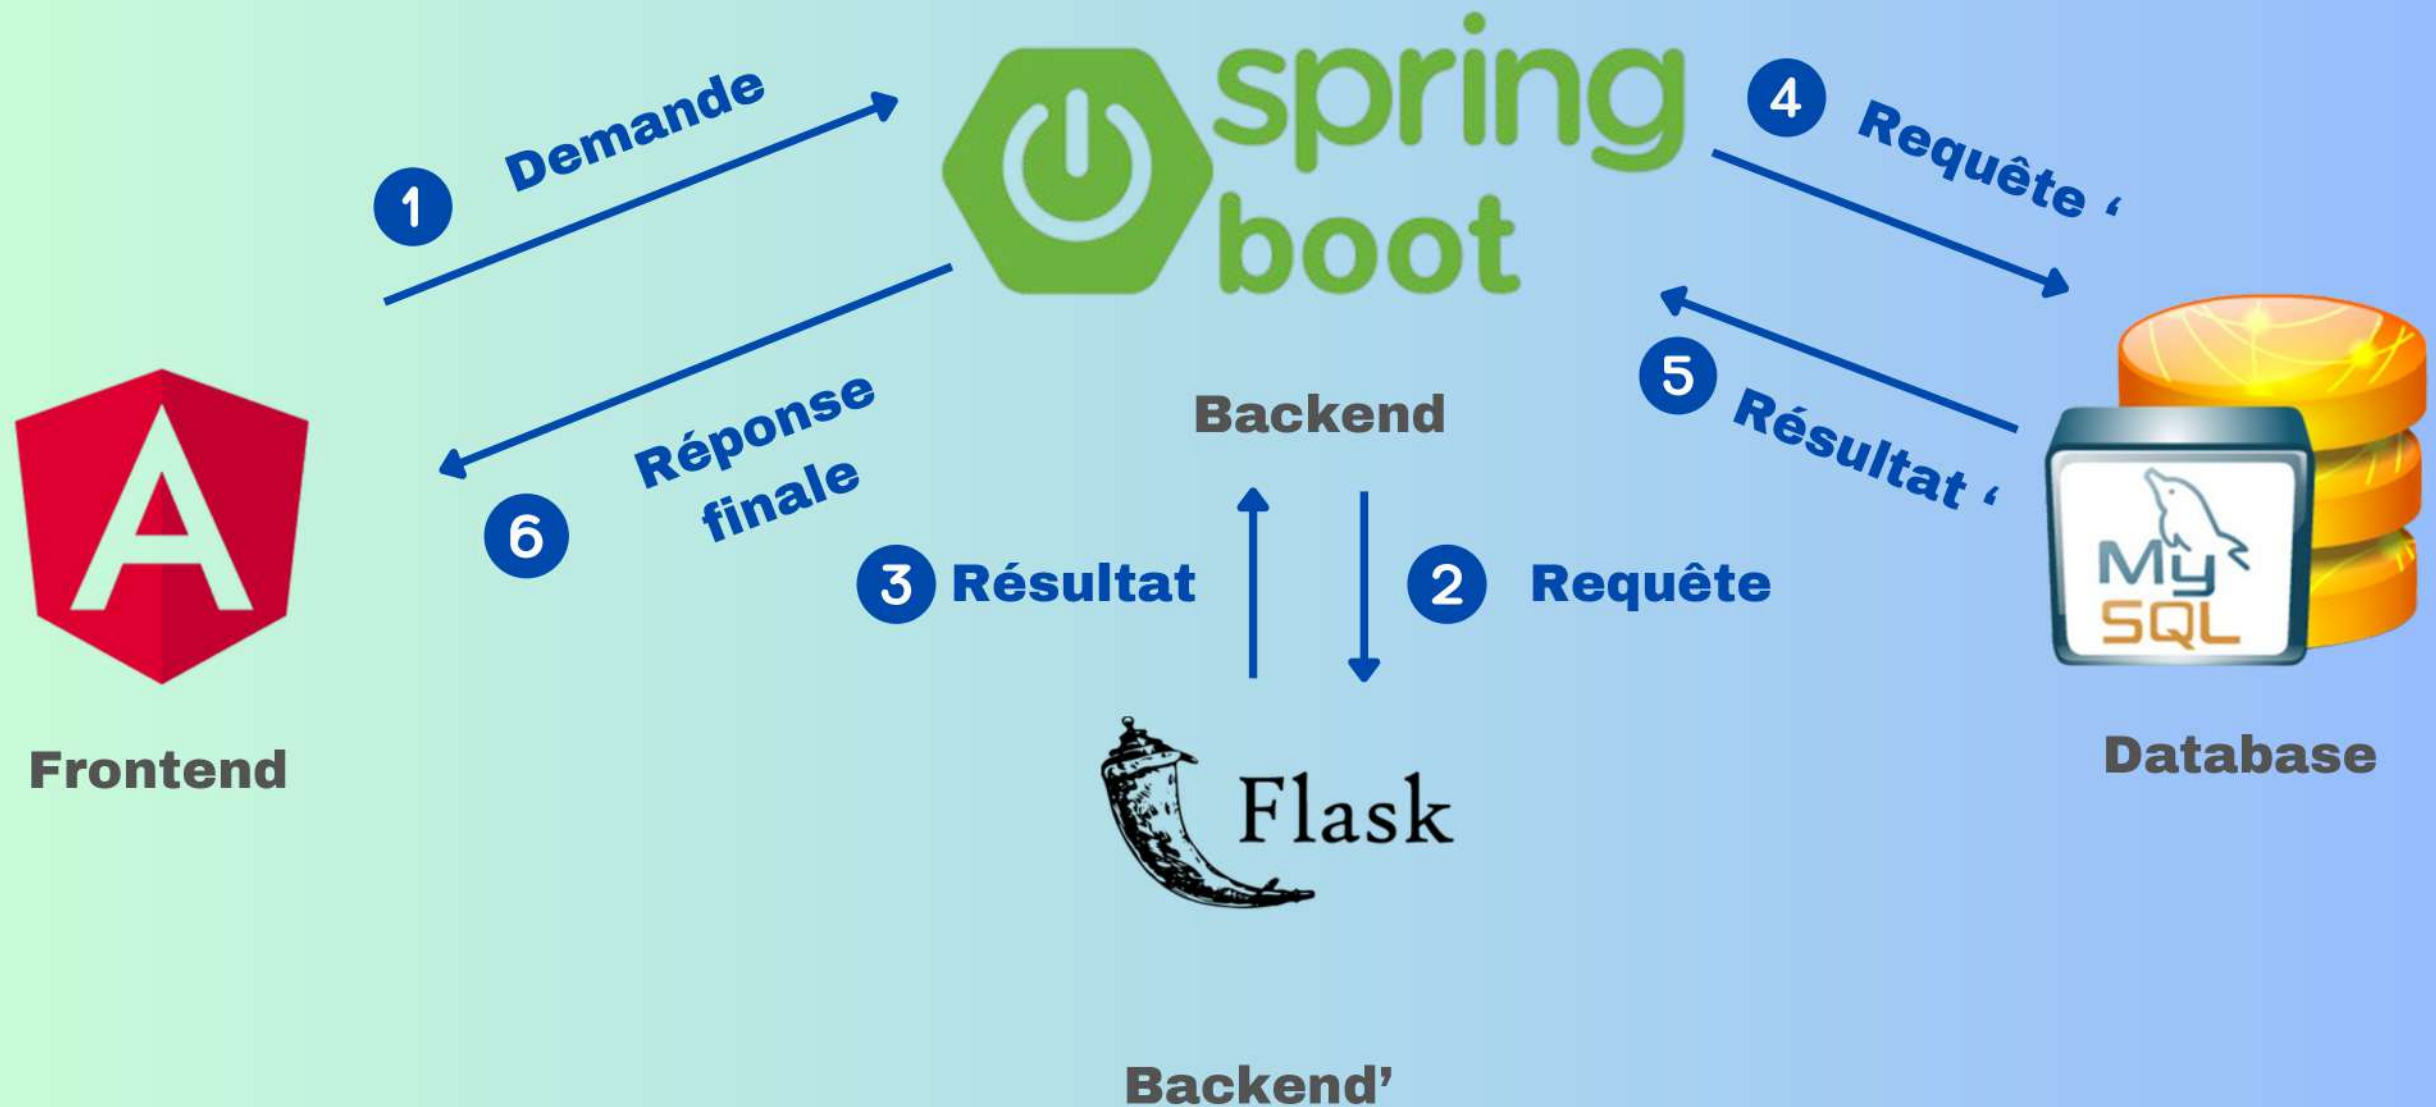 spring
boot
1
Demande
4
Requête ‘
5
Résultat ‘
Backend
Réponse
finale
6
3 Résultat
2 Requête
A
My
SQL
Frontend
Database
Flask
Backend’